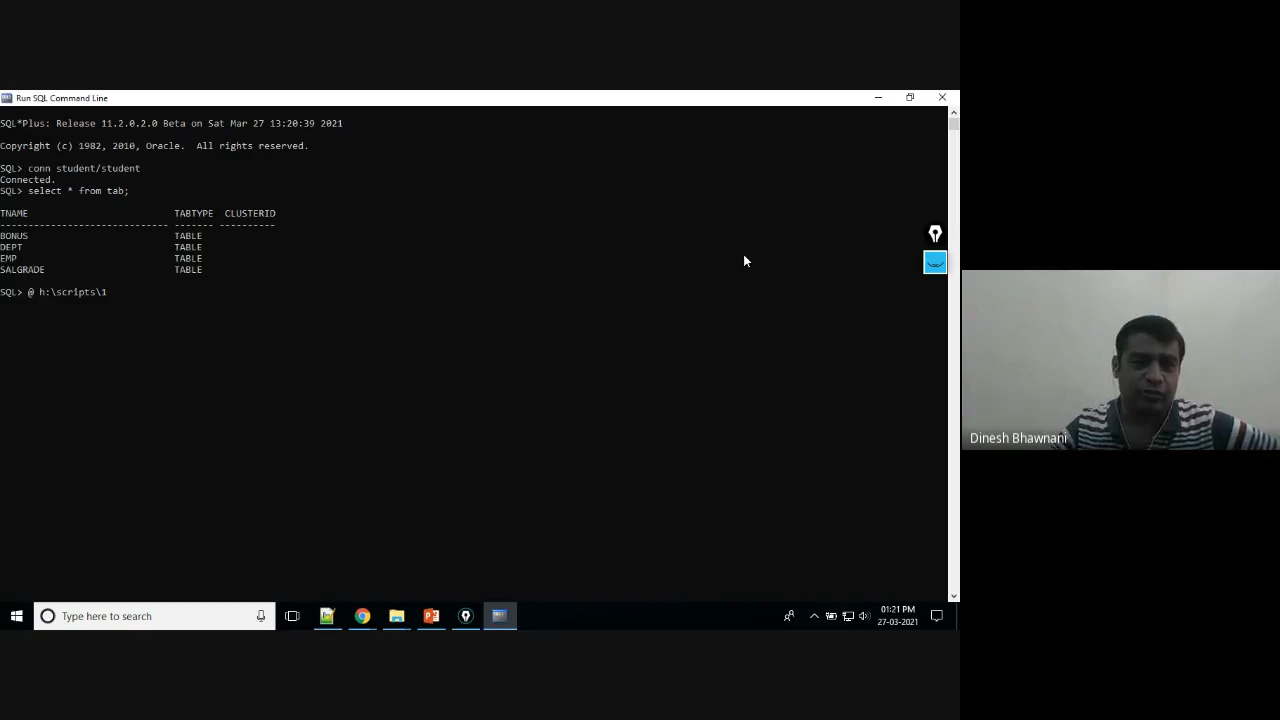 Run SQL Command Line
SQL*Plus: Release 11.2.0.2.0 Beta on Sat Mar 27 13:20:39 2021
Copyright (c) 1982, 2010, Oracle.  All rights reserved.
SQL> conn student/student
Connected.
SQL> select * from tab;
TNAME                          TABTYPE  CLUSTERID
------------------------------ ------- ----------
BONUS                          TABLE
DEPT                           TABLE
EMP                            TABLE
SALGRADE                       TABLE
SQL> @ h:\scripts\1
Dinesh Bhawnani
Type here to search
01:21 PM
27-03-2021